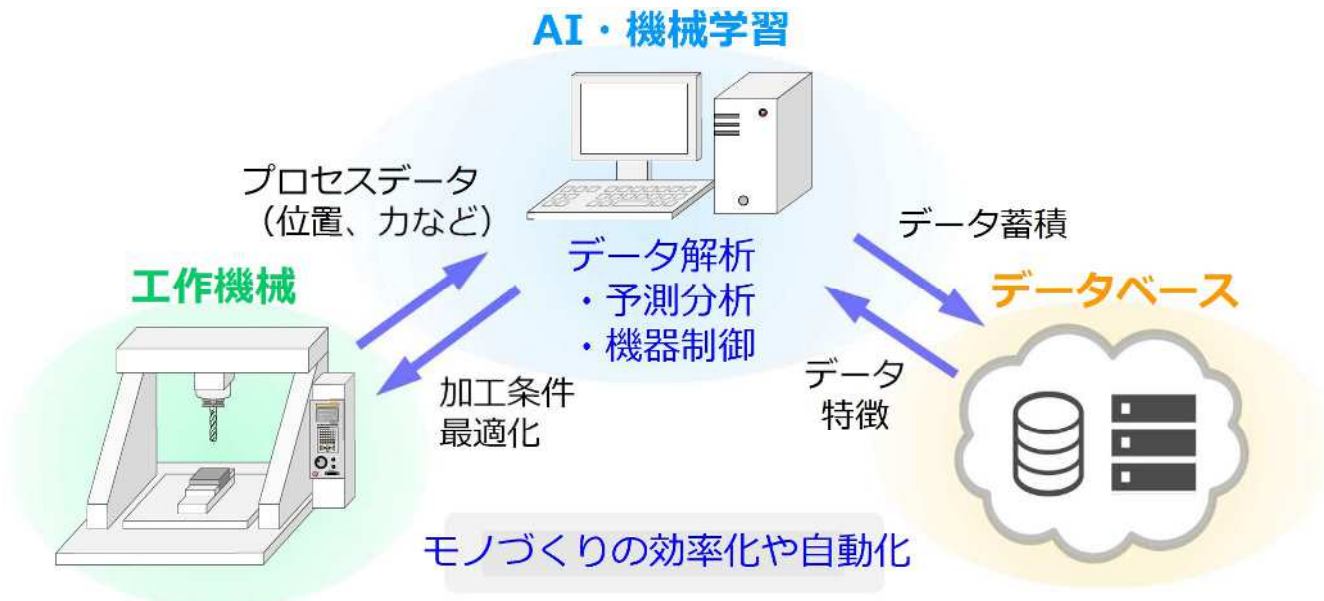 AI・機械学習
プロセスデータ
（位置、力など）
データ蓄積
工作機械
データ解析
・予測分析
・機器制御
データベース
加工条件
最適化
データ
特徴
モノづくりの効率化や自動化